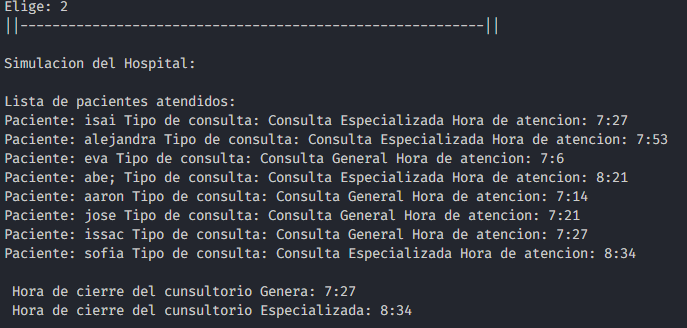 Elige: 2
||----------------------------------------------------------||
Simulacion del Hospital:
Lista de pacientes atendidos:
Paciente: isai Tipo de consulta: Consulta Especializada Hora de atencion: 7:27
Paciente: alejandra Tipo de consulta: Consulta Especializada Hora de atencion: 7:53
Paciente: eva Tipo de consulta: Consulta General Hora de atencion: 7:6
Paciente: abe; Tipo de consulta: Consulta Especializada Hora de atencion: 8:21
Paciente: aaron Tipo de consulta: Consulta General Hora de atencion: 7:14
Paciente: jose Tipo de consulta: Consulta General Hora de atencion: 7:21
Paciente: issac Tipo de consulta: Consulta General Hora de atencion: 7:27
Paciente: sofia Tipo de consulta: Consulta Especializada Hora de atencion: 8:34
Hora de cierre del cunsultorio Genera: 7:27
Hora de cierre del cunsultorio Especializada: 8:34